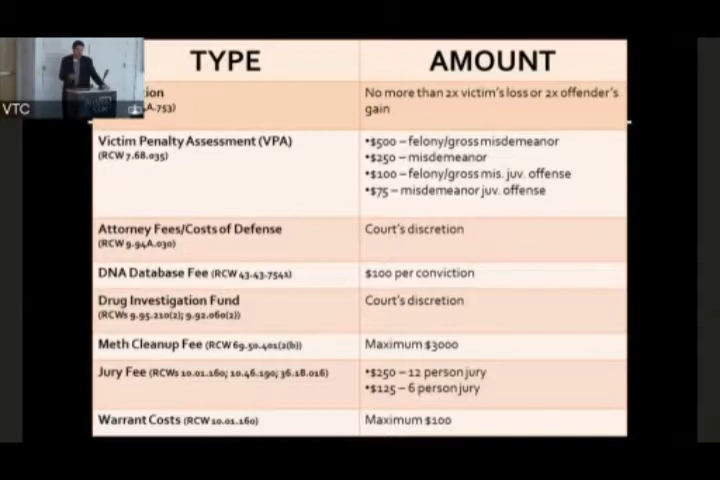 TYPE
AMOUNT
tion
A.753)
No more than 2x victim's loss or 2x offender's
gain
VTC
Victim Penalty Assessment (VPA)
(RCW 7.68.035)
•$500 – felony/gross misdemeanor
•$250 – misdemeanor
•$100 – felony/gross mis. juv. offense
•$75 – misdemeanor juv. offense
Attorney Fees/Costs of Defense
(RCW 9.94A.030)
Court's discretion
DNA Database Fee (RCW 43.43.7541)
$100 per conviction
Drug Investigation Fund
(RCWs 9.95.210(2); 9.92.060(2))
Court's discretion
Meth Cleanup Fee (RCW 69.50.401(2(b))
Maximum $3000
Jury Fee (RCWs 10.01.160; 10.46.190; 36.18.016)
•$250 – 12 person jury
•$125 – 6 person jury
Warrant Costs (RCW 10.01.160)
Maximum $100